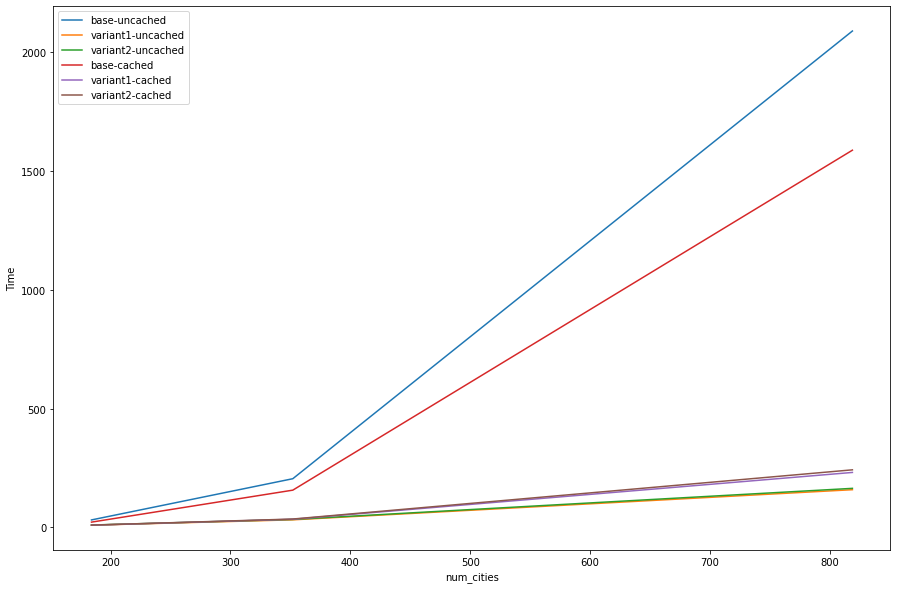 base-uncached
variant1-uncached
variant2-uncached
base-cached
variant1-cached
variant2-cached
2000
1500
1000
500
0
Time
200 300 400 500 600 700 800
num_cities